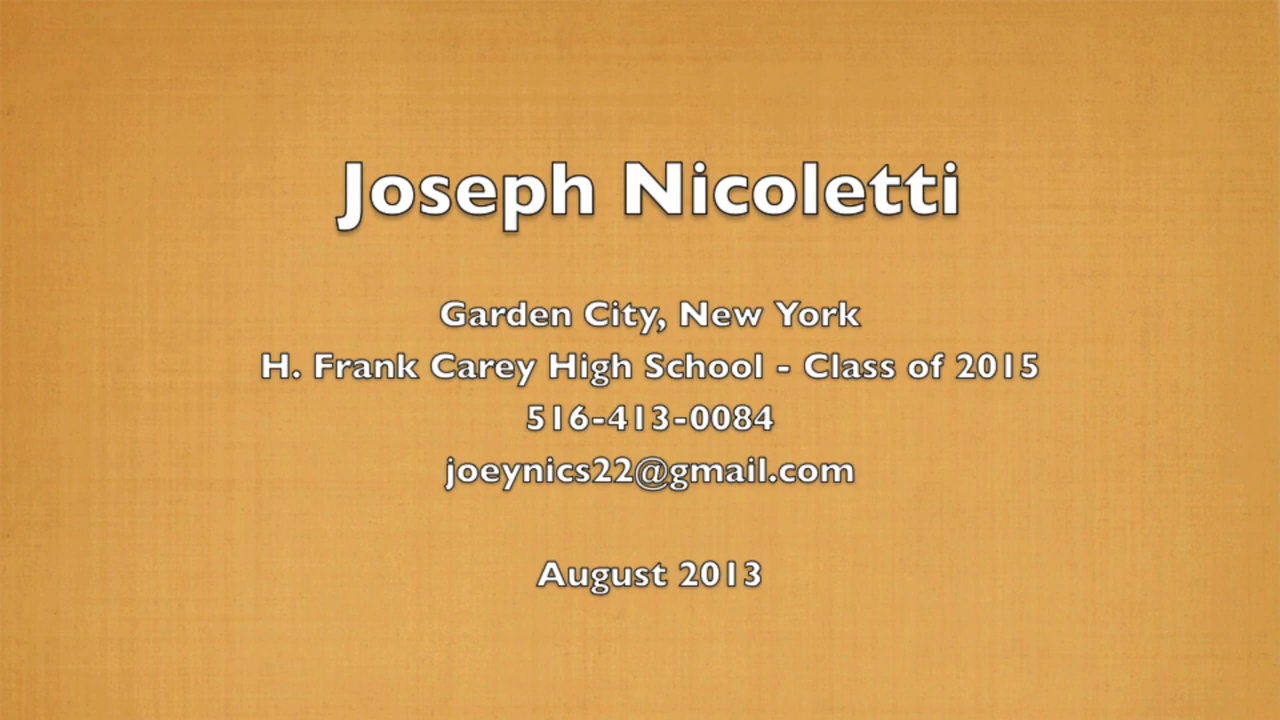 Joseph Nicoletti
Garden City, New York
H. Frank Carey High School - Class of 2015
516-413-0084
joeynics22@gmail.com
August 2013